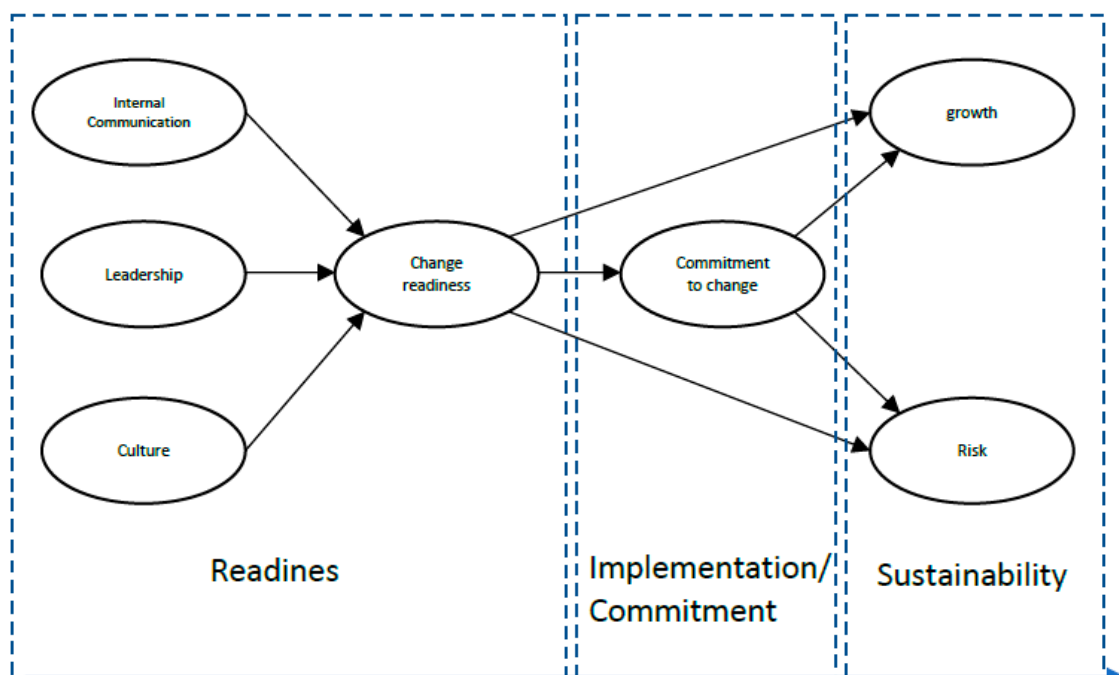 Internal
Communication
growth
Leadership
Change
readiness
Commitment
to change
Culture
Risk
Readines
Implementation/
Commitment
Sustainability